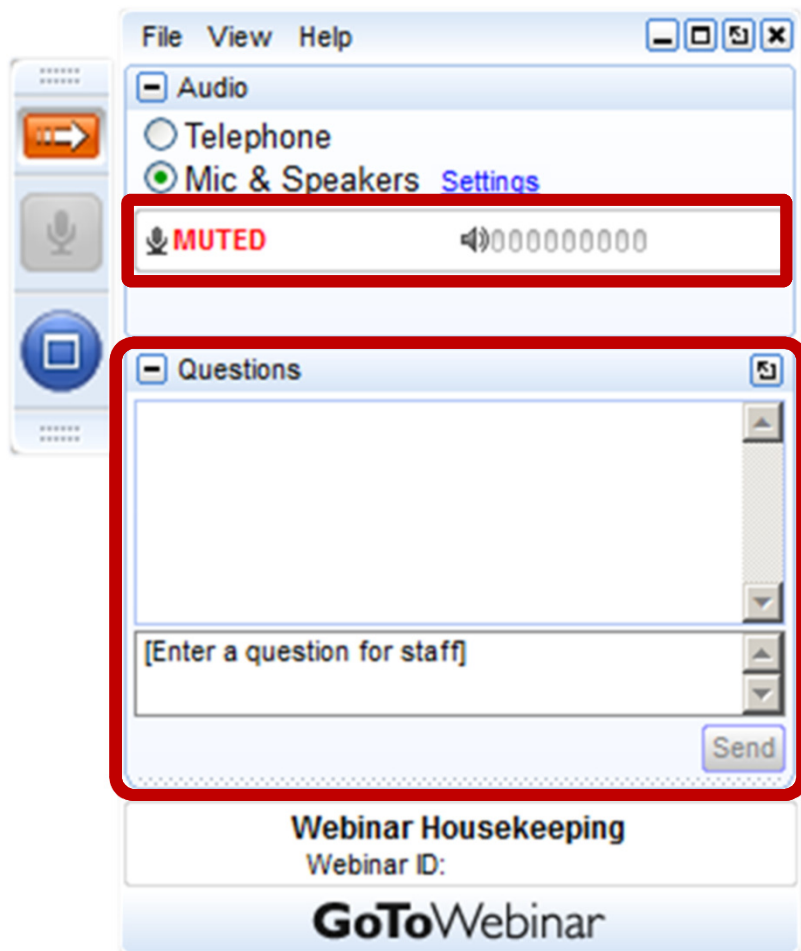 File View Help
Audio
Telephone
Mic & Speakers Settings
MUTED
Questions
[Enter a question for staff]
Send
Webinar Housekeeping
Webinar ID:
GoToWebinar